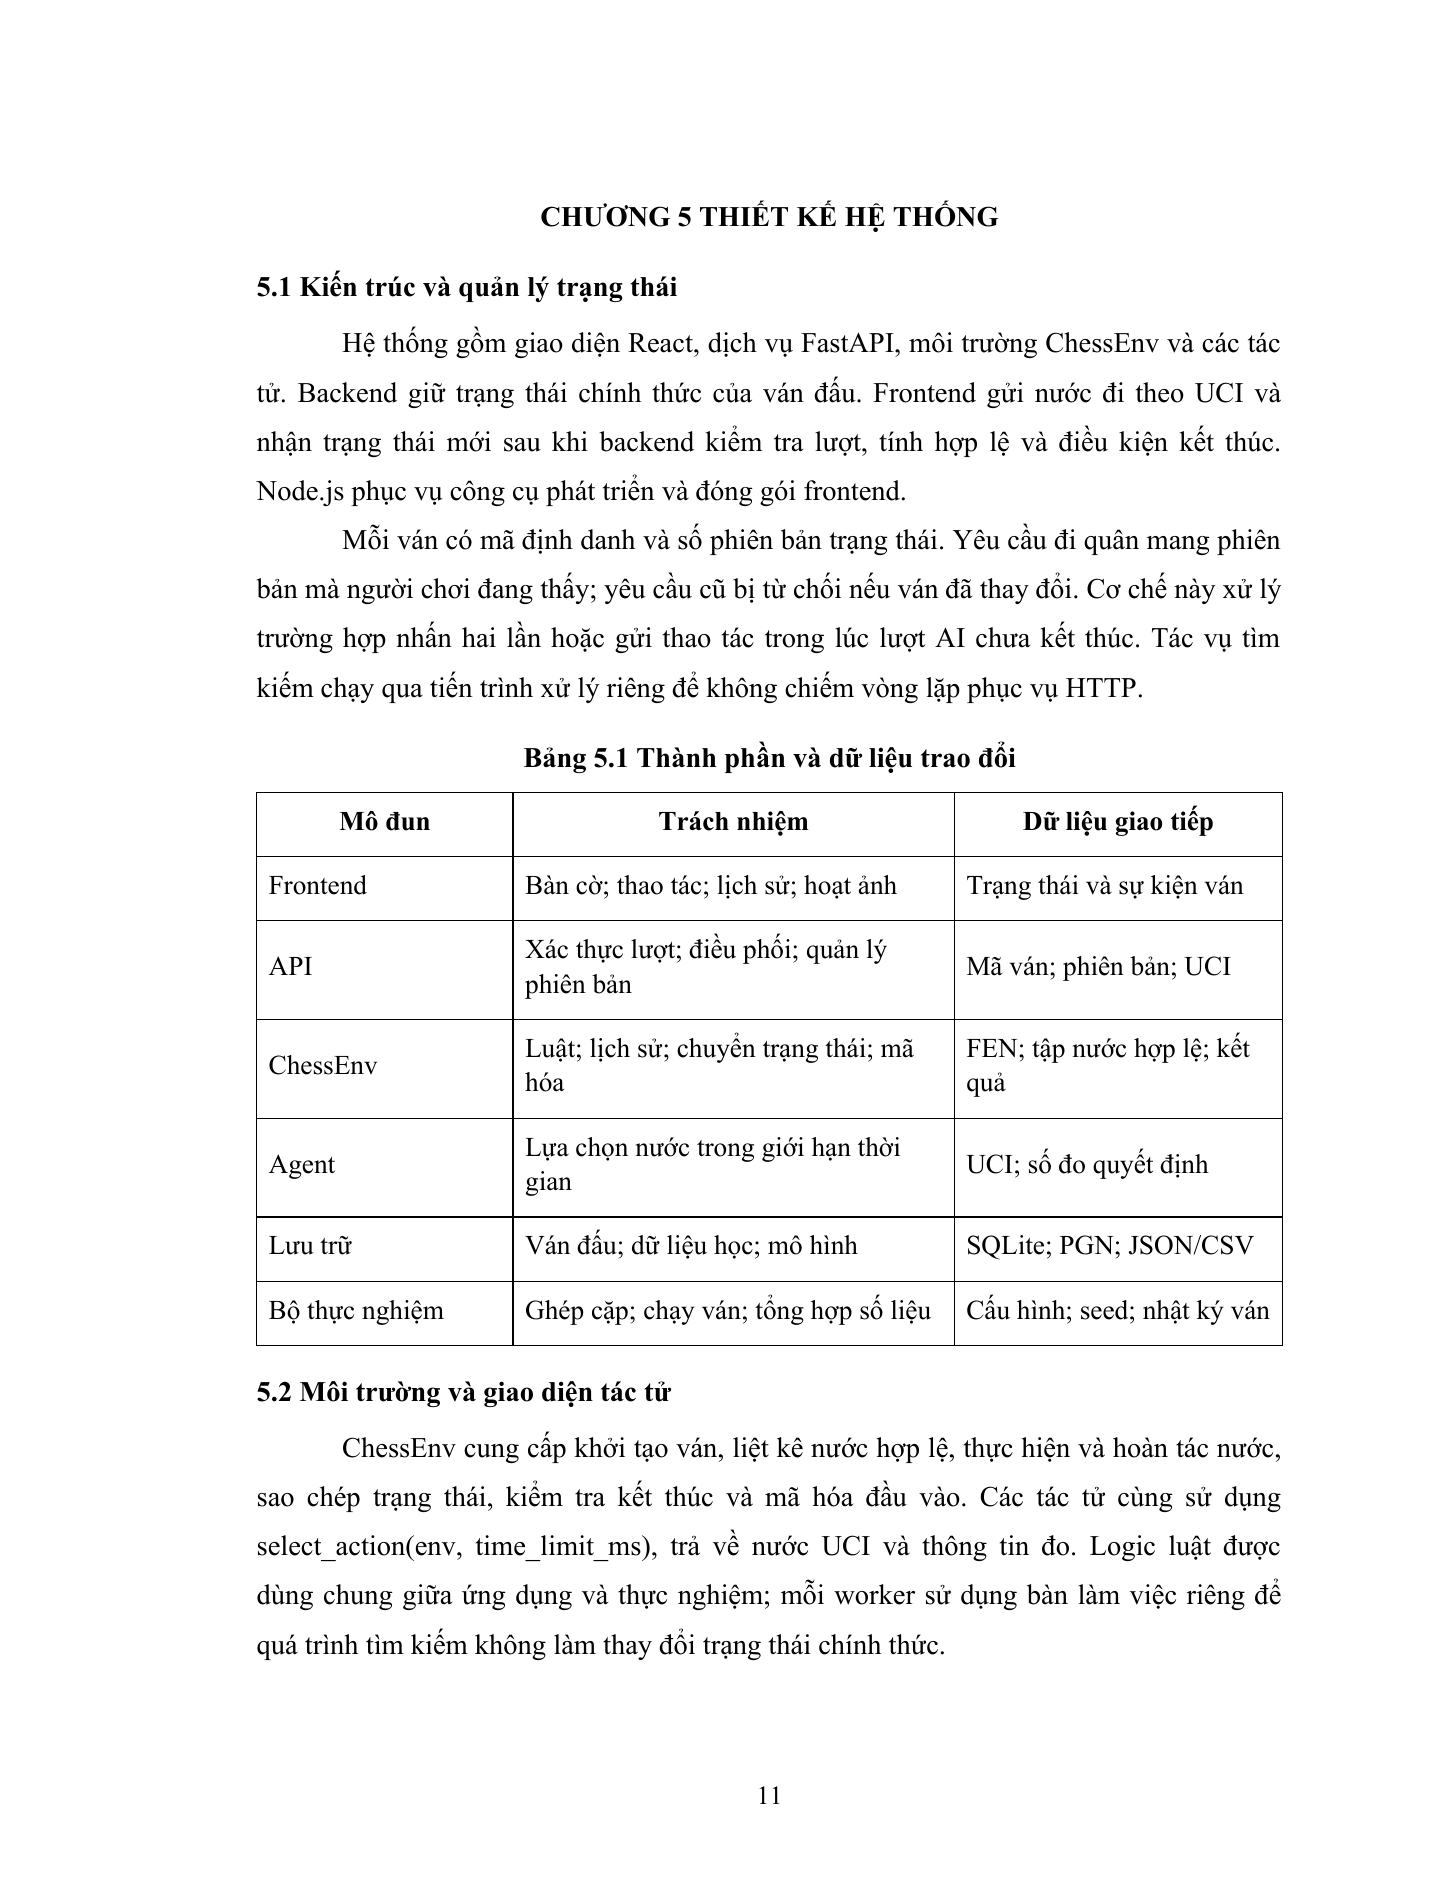 CHƯƠNG 5 THIẾT KẾ HỆ THỐNG
5.1 Kiến trúc và quản lý trạng thái
Hệ thống gồm giao diện React, dịch vụ FastAPI, môi trường ChessEnv và các tác
tử. Backend giữ trạng thái chính thức của ván đấu. Frontend gửi nước đi theo UCI và
nhận trạng thái mới sau khi backend kiểm tra lượt, tính hợp lệ và điều kiện kết thúc.
Node.js phục vụ công cụ phát triển và đóng gói frontend.
Mỗi ván có mã định danh và số phiên bản trạng thái. Yêu cầu đi quân mang phiên
bản mà người chơi đang thấy; yêu cầu cũ bị từ chối nếu ván đã thay đổi. Cơ chế này xử lý
trường hợp nhấn hai lần hoặc gửi thao tác trong lúc lượt AI chưa kết thúc. Tác vụ tìm
kiếm chạy qua tiến trình xử lý riêng để không chiếm vòng lặp phục vụ HTTP.
Bảng 5.1 Thành phần và dữ liệu trao đổi
Mô đun
Trách nhiệm
Dữ liệu giao tiếp
Frontend
Bàn cờ; thao tác; lịch sử; hoạt ảnh
Trạng thái và sự kiện ván
API
Xác thực lượt; điều phối; quản lý
phiên bản
Mã ván; phiên bản; UCI
ChessEnv
Luật; lịch sử; chuyển trạng thái; mã
hóa
FEN; tập nước hợp lệ; kết
quả
Agent
Lựa chọn nước trong giới hạn thời
gian
UCI; số đo quyết định
Lưu trữ
Ván đấu; dữ liệu học; mô hình
SQLite; PGN; JSON/CSV
Bộ thực nghiệm
Ghép cặp; chạy ván; tổng hợp số liệu
Cấu hình; seed; nhật ký ván
5.2 Môi trường và giao diện tác tử
ChessEnv cung cấp khởi tạo ván, liệt kê nước hợp lệ, thực hiện và hoàn tác nước,
sao chép trạng thái, kiểm tra kết thúc và mã hóa đầu vào. Các tác tử cùng sử dụng
select_action(env, time_limit_ms), trả về nước UCI và thông tin đo. Logic luật được
dùng chung giữa ứng dụng và thực nghiệm; mỗi worker sử dụng bàn làm việc riêng để
quá trình tìm kiếm không làm thay đổi trạng thái chính thức.
11